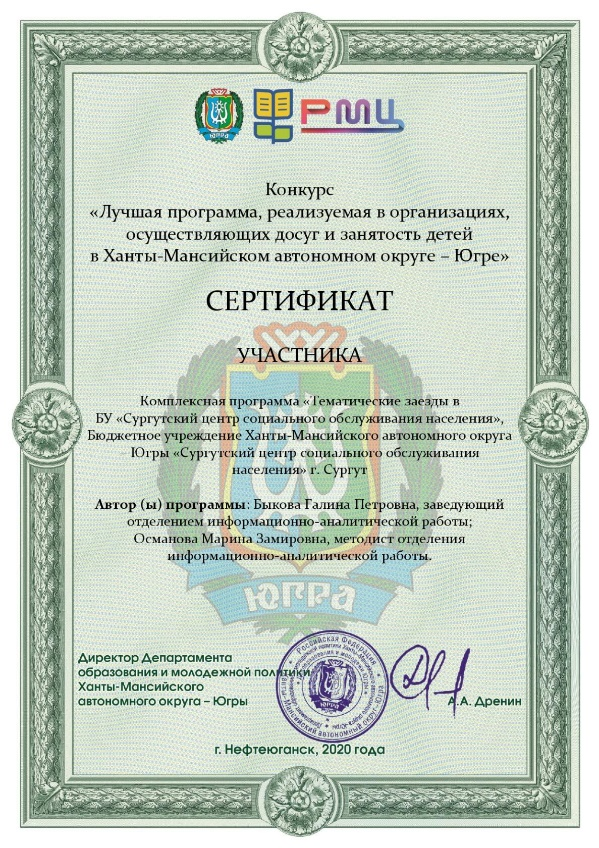 ЮГРА
РМЦ
Конкурс
«Лучшая программа, реализуемая в организациях,
осуществляющих досуг и занятость детей
в Ханты-Мансийском автономном округе – Югре»
СЕРТИФИКАТ
УЧАСТНИКА
Комплексная программа «Тематические заезды в
БУ «Сургутский центр социального обслуживания населения»,
Бюджетное учреждение Ханты-Мансийского автономного округа
– Югры «Сургутский центр социального обслуживания
населения» г. Сургут
Автор (ы) программы: Быкова Галина Петровна, заведующий
отделением информационно-аналитической работы;
Османова Марина Замировна, методист отделения
информационно-аналитической работы.
ЮГРА
Директор Департамента
образования и молодежной политики
Ханты-Мансийского
автономного округа – Югры
Российская Федерация
А.А. Дренин
г. Нефтеюганск, 2020 года